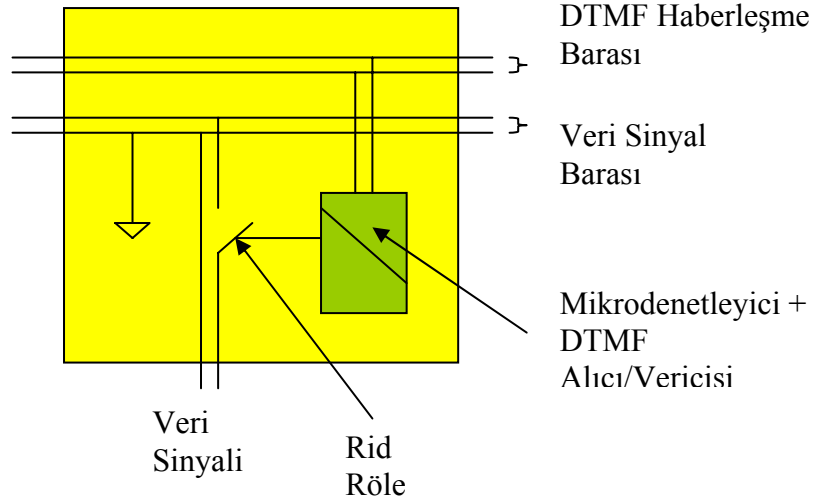 DTMF Haberleşme
Barası
Veri Sinyal
Barası
Mikrodenetleyici +
DTMF
Alıcı/Vericisi
Veri
Sinyali
Rid
Röle